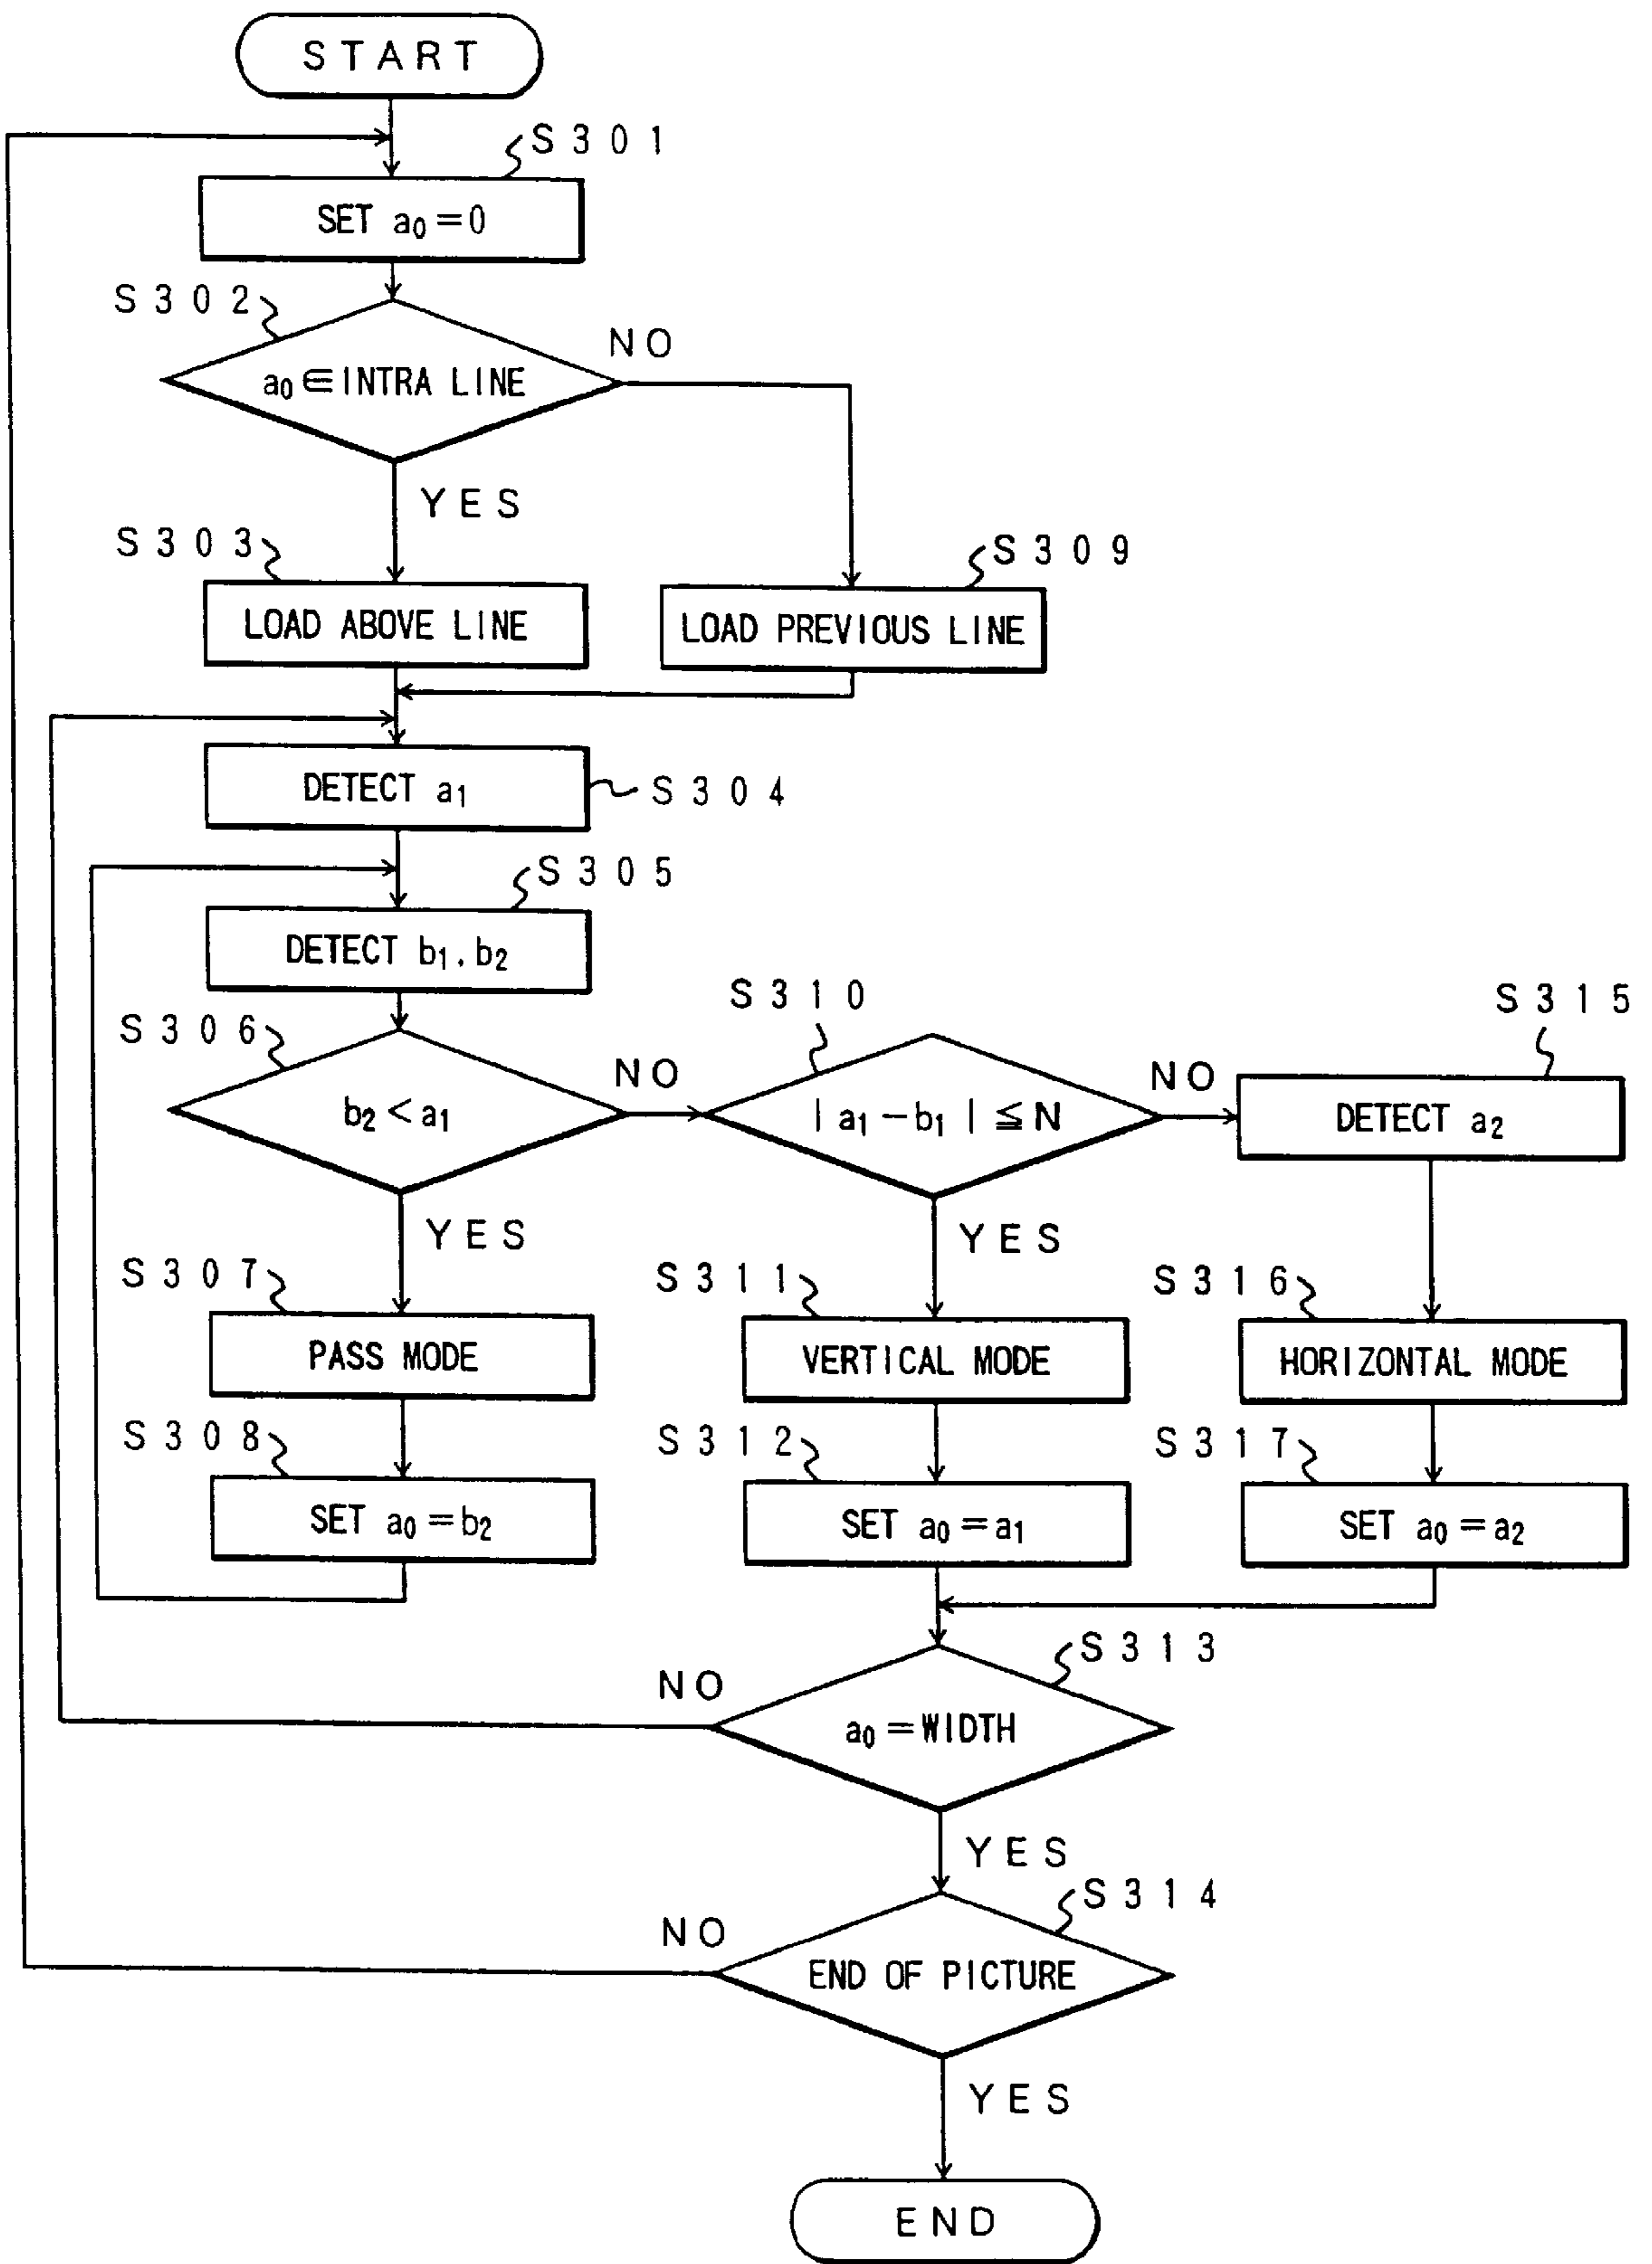 START
S301
SET a₀=0
S302
NO
a₀∈INTRA LINE
YES
S303
S309
LOAD ABOVE LINE
LOAD PREVIOUS LINE
DETECT a₁
S304
S305
DETECT b₁, b₂
S310
S315
S306
NO
NO
b₂<a₁
|a₁−b₁|≦N
DETECT a₂
YES
YES
S307
S311
S316
PASS MODE
VERTICAL MODE
HORIZONTAL MODE
S308
S312
S317
SET a₀=b₂
SET a₀=a₁
SET a₀=a₂
S313
NO
a₀=WIDTH
YES
S314
NO
END OF PICTURE
YES
END